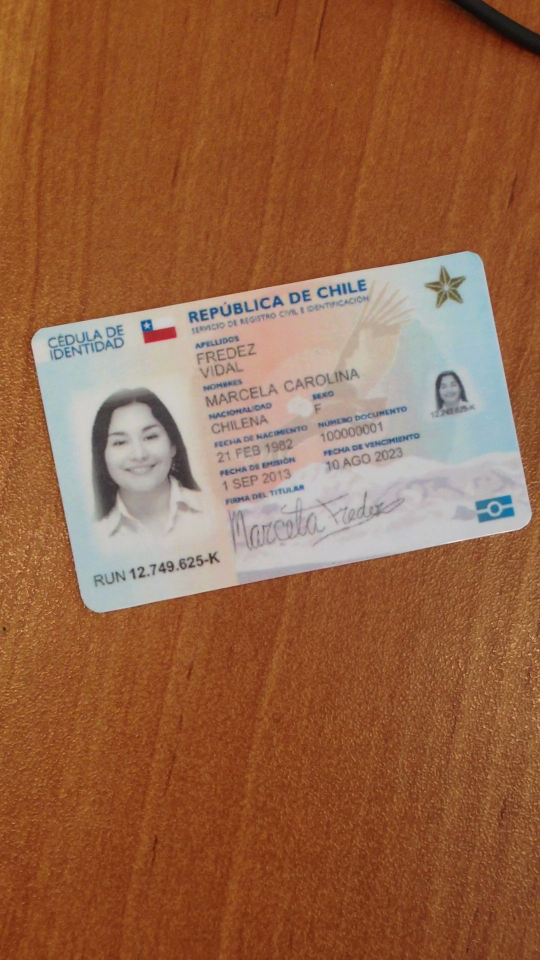 CÉDULA DE
IDENTIDAD
REPÚBLICA DE CHILE
SERVICIO DE REGISTRO CIVIL E IDENTIFICACIÓN
APELLIDOS
FREDEZ
VIDAL
NOMBRES
MARCELA CAROLINA
NACIONALIDAD SEXO
CHILENA F
FECHA DE NACIMIENTO NÚMERO DOCUMENTO
21 FEB 1982 100000001
FECHA DE EMISIÓN FECHA DE VENCIMIENTO
1 SEP 2013 10 AGO 2023
FIRMA DEL TITULAR
Marcela Fredez
RUN 12.749.625-K